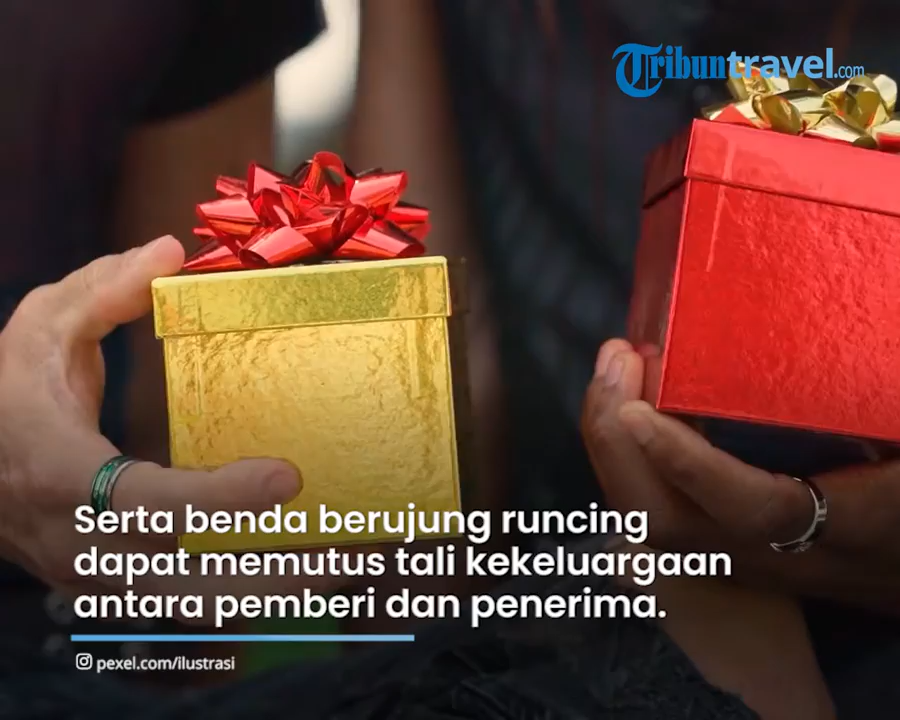 Tribuntravel.com
Serta benda berujung runcing
dapat memutus tali kekeluargaan
antara pemberi dan penerima.
pexel.com/ilustrasi